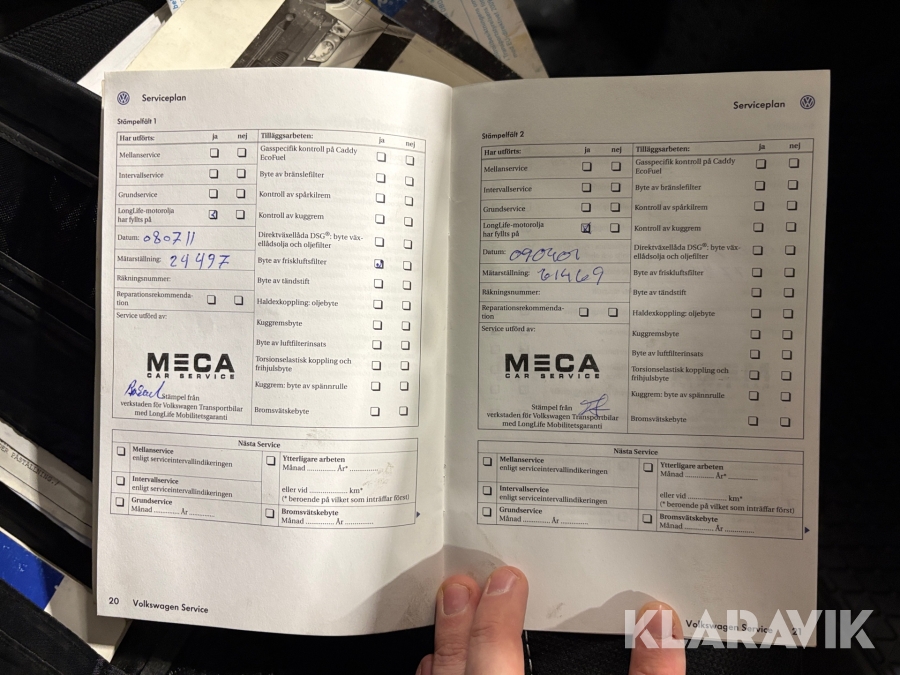 Serviceplan
Stämpelfält 1
Har utförts: ja nej
Mellanservice
Intervallservice
Grundservice
LongLife-motorolja
har fyllts på
Datum: 080711
Mätarställning: 24497
Räkningsnummer:
Reparationsrekommenda-
tion
Service utförd av:
MECA
CAR SERVICE
Stämpel från
verkstaden för Volkswagen Transportbilar
med LongLife Mobilitetsgaranti
Tilläggsarbeten: ja nej
Gasspecifik kontroll på Caddy
EcoFuel
Byte av bränslefilter
Kontroll av spårkilrem
Kontroll av kuggrem
Direktväxellåda DSG®: byte väx-
ellådsolja och oljefilter
Byte av friskluftsfilter
Byte av tändstift
Haldexkoppling: oljebyte
Kuggremsbyte
Byte av luftfilterinsats
Torsionselastisk koppling och
frihjulsbyte
Kuggrem: byte av spännrulle
Bromsvätskebyte
Nästa Service
Mellanservice
enligt serviceintervallindikeringen
Intervallservice
enligt serviceintervallindikeringen
Grundservice
Månad ............ År ............
Ytterligare arbeten
Månad ............ År* ............
eller vid ............ km*
(* beroende på vilket som inträffar först)
Bromsvätskebyte
Månad ............ År ............
20 Volkswagen Service
Serviceplan
Stämpelfält 2
Har utförts: ja nej
Mellanservice
Intervallservice
Grundservice
LongLife-motorolja
har fyllts på
Datum:
Mätarställning: 61469
Räkningsnummer:
Reparationsrekommenda-
tion
Service utförd av:
MECA
CAR SERVICE
Stämpel från
verkstaden för Volkswagen Transportbilar
med LongLife Mobilitetsgaranti
Tilläggsarbeten: ja nej
Gasspecifik kontroll på Caddy
EcoFuel
Byte av bränslefilter
Kontroll av spårkilrem
Kontroll av kuggrem
Direktväxellåda DSG®: byte väx-
ellådsolja och oljefilter
Byte av friskluftsfilter
Byte av tändstift
Haldexkoppling: oljebyte
Kuggremsbyte
Byte av luftfilterinsats
Torsionselastisk koppling och
frihjulsbyte
Kuggrem: byte av spännrulle
Bromsvätskebyte
Nästa Service
Mellanservice
enligt serviceintervallindikeringen
Intervallservice
enligt serviceintervallindikeringen
Grundservice
Månad ............ År ............
Ytterligare arbeten
Månad ............ År* ............
eller vid ............ km*
(* beroende på vilket som inträffar först)
Bromsvätskebyte
Månad ............ År ............
Volkswagen Service 21
KLARAVIK